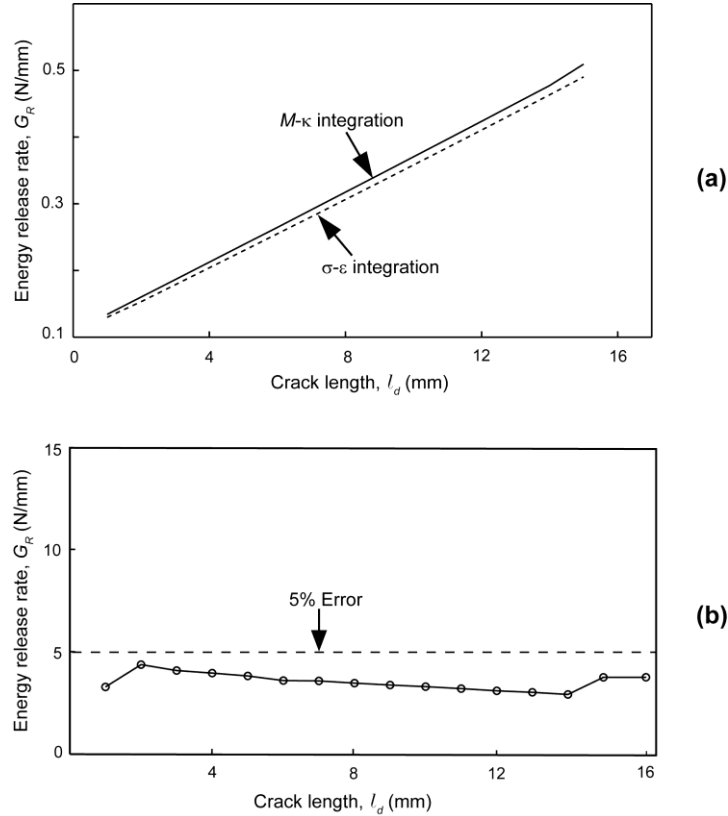 Energy release rate, G_R (N/mm)
0.5
0.3
0.1
M-κ integration
σ-ε integration
(a)
0 4 8 12 16
Crack length, l_d (mm)
Energy release rate, G_R (N/mm)
15
10
5
0
5% Error
(b)
4 8 12 16
Crack length, l_d (mm)